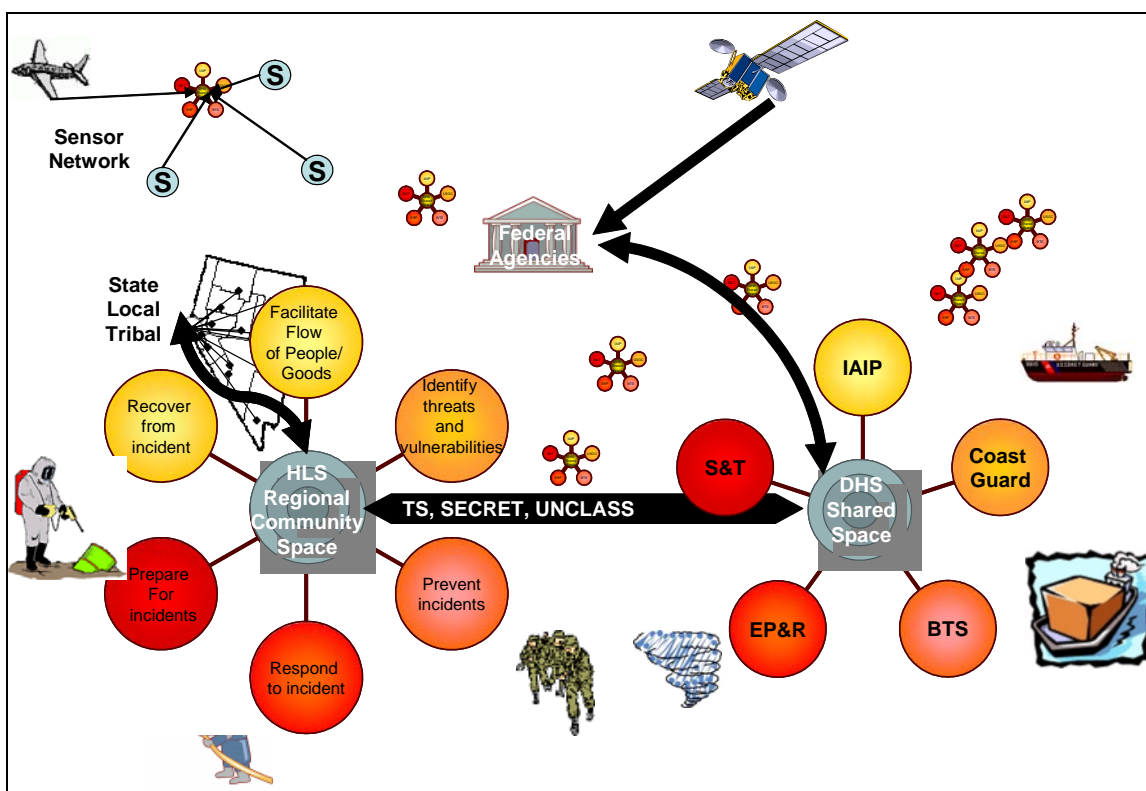 S
Sensor
Network
S
S
Federal
Agencies
State
Local
Tribal
Facilitate
Flow
of People/
Goods
IAIP
Recover
from
incident
Identify
threats
and
vulnerabilities
S&T
Coast
Guard
HLS
Regional
Community
Space
TS, SECRET, UNCLASS
DHS
Shared
Space
Prepare
For
incidents
Prevent
incidents
EP&R
BTS
Respond
to incident